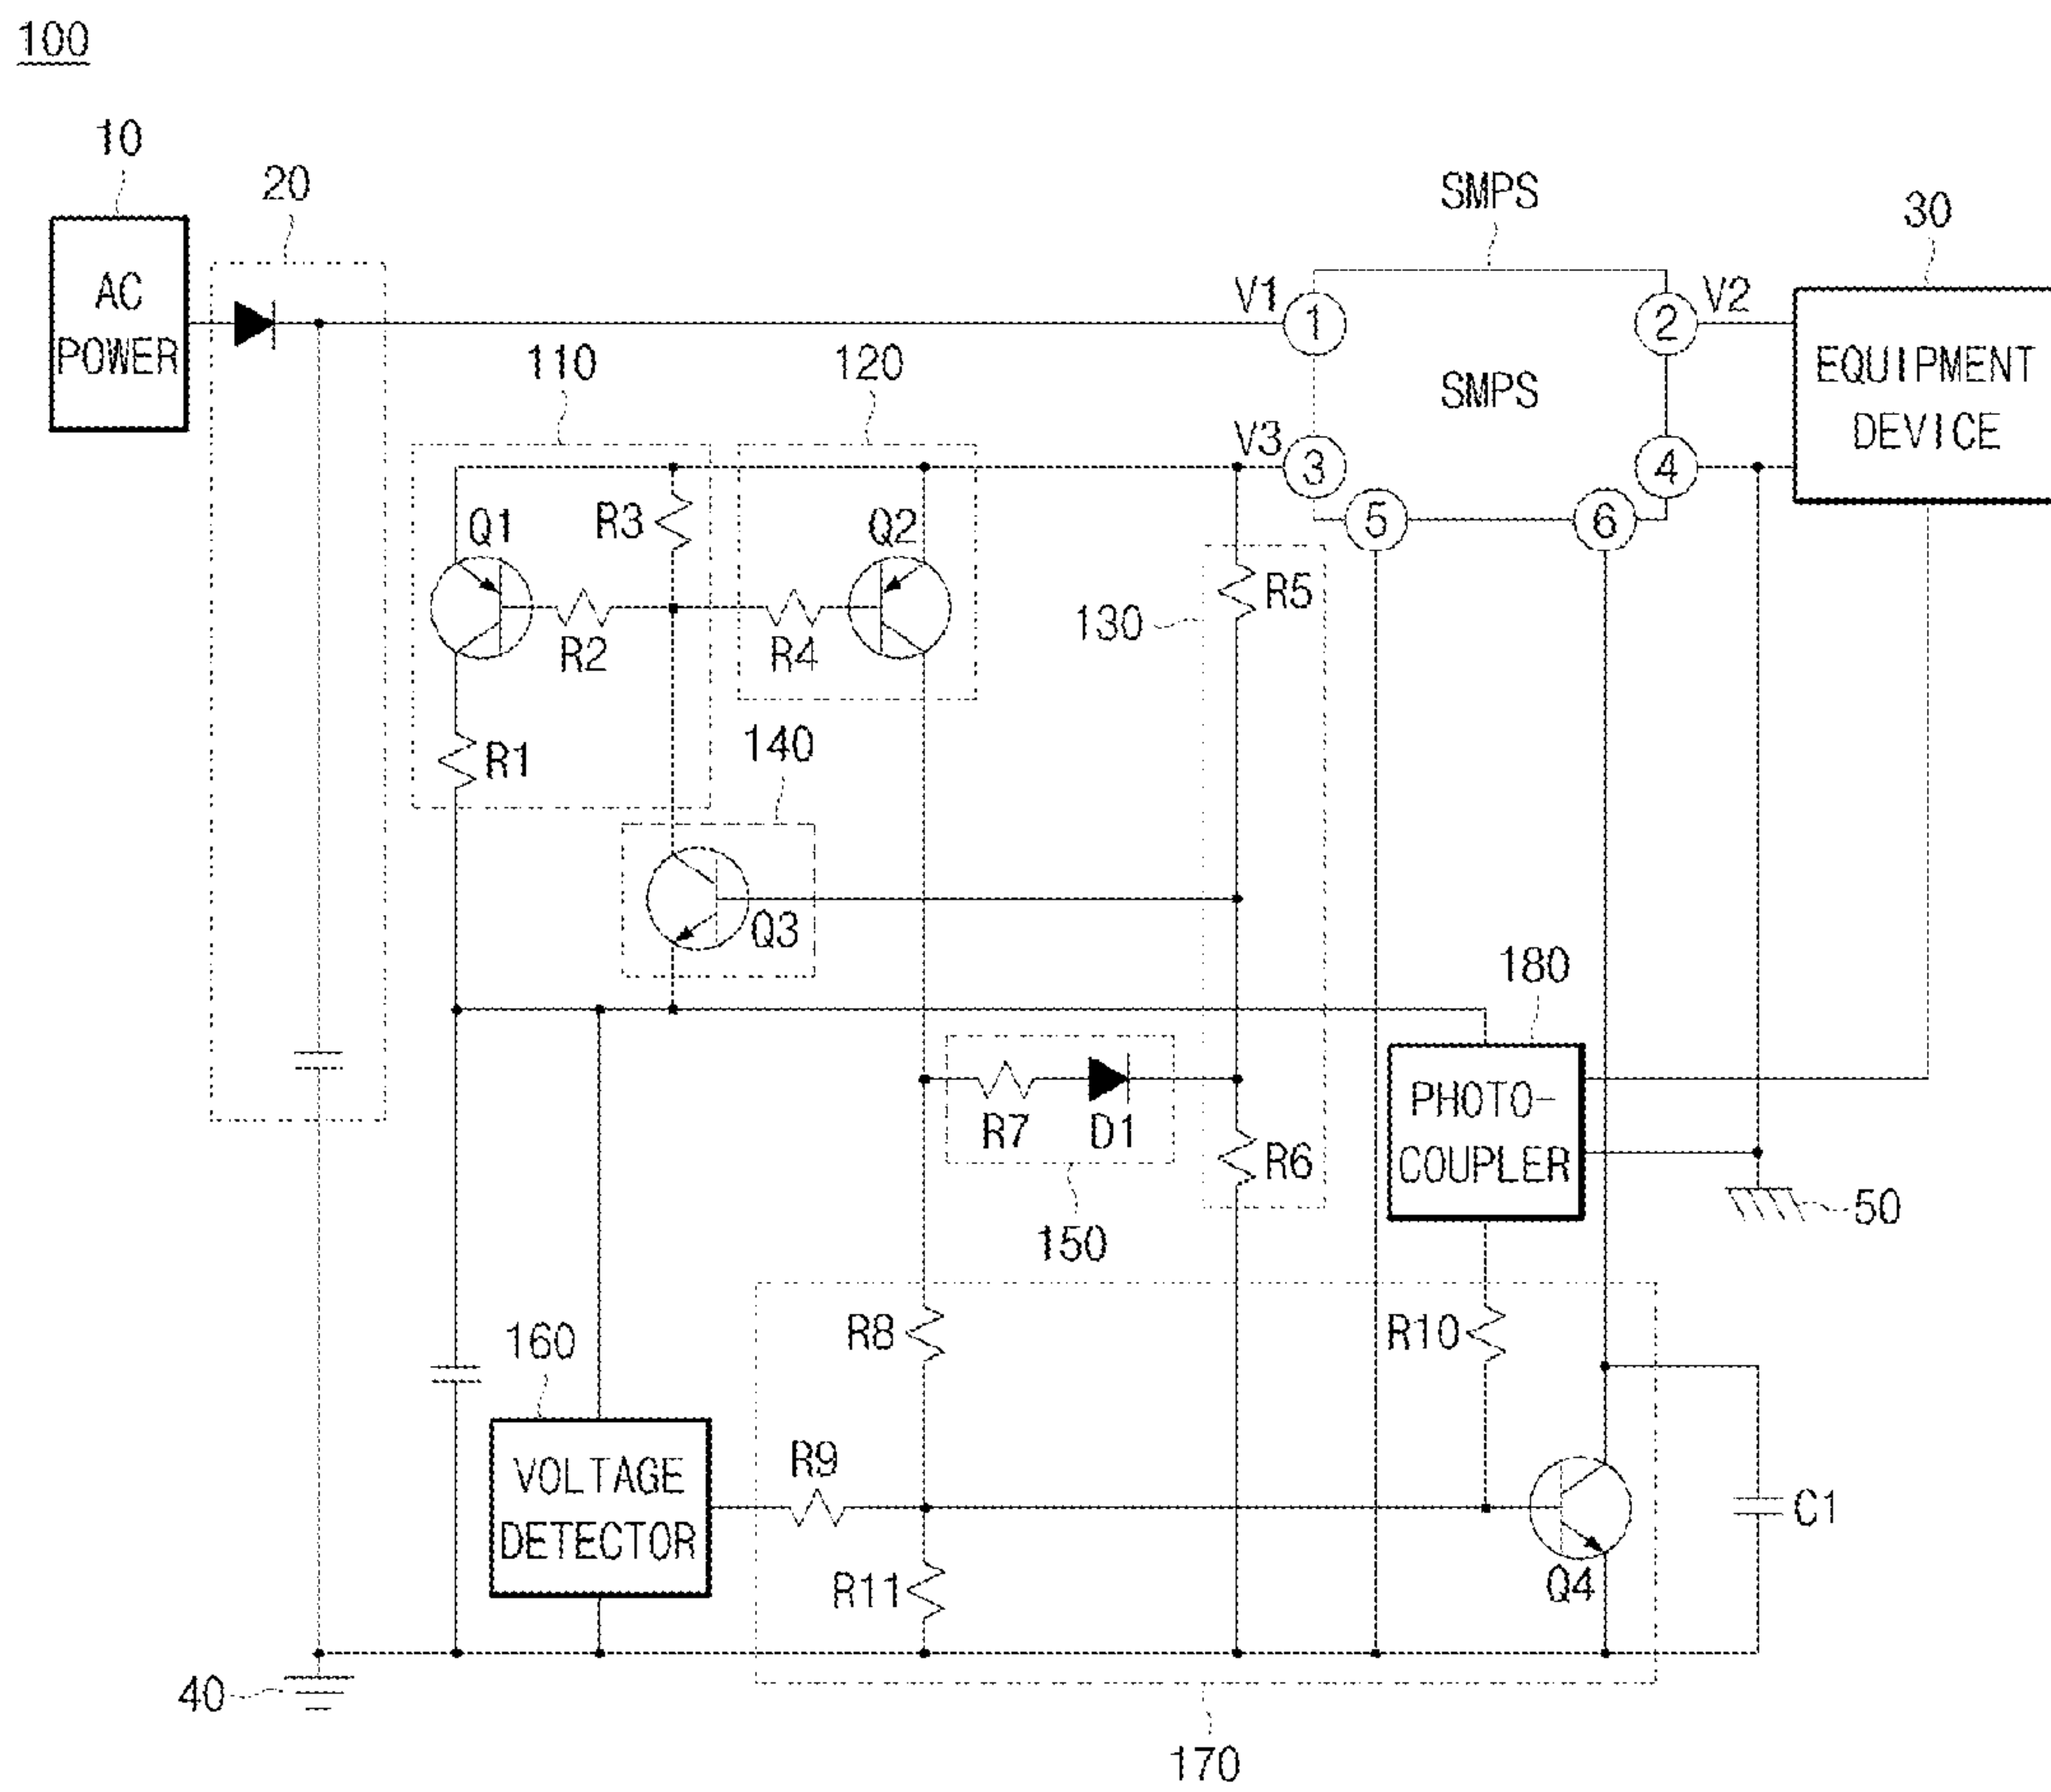 100
10
20
SMPS
30
AC
POWER
V1
1
2
V2
SMPS
EQUIPMENT
DEVICE
110
120
V3
3
4
5
6
Q1
R3
Q2
R2
R4
130
R5
R1
140
Q3
180
R7
D1
R6
PHOTO-
COUPLER
50
150
160
R8
R10
VOLTAGE
DETECTOR
R9
C1
R11
Q4
40
170